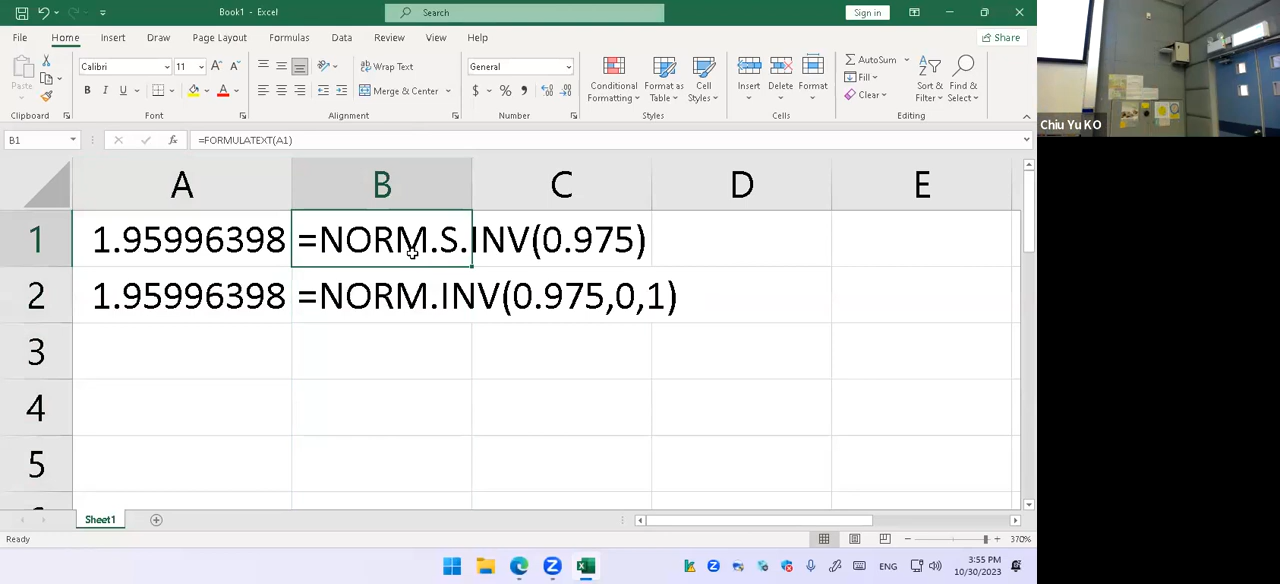 Book1 - Excel
Search
Sign in
File Home Insert Draw Page Layout Formulas Data Review View Help
Share
Paste
Calibri
11
Wrap Text
Merge & Center
General
Conditional Formatting
Format as Table
Cell Styles
Insert
Delete
Format
AutoSum
Fill
Clear
Sort & Filter
Find & Select
Clipboard
Font
Alignment
Number
Styles
Cells
Editing
B1
=FORMULATEXT(A1)
A B C D E
1 1.95996398 =NORM.S.INV(0.975)
2 1.95996398 =NORM.INV(0.975,0,1)
3
4
5
Sheet1
Ready
370%
ENG
3:55 PM
10/30/2023
Chiu Yu KO